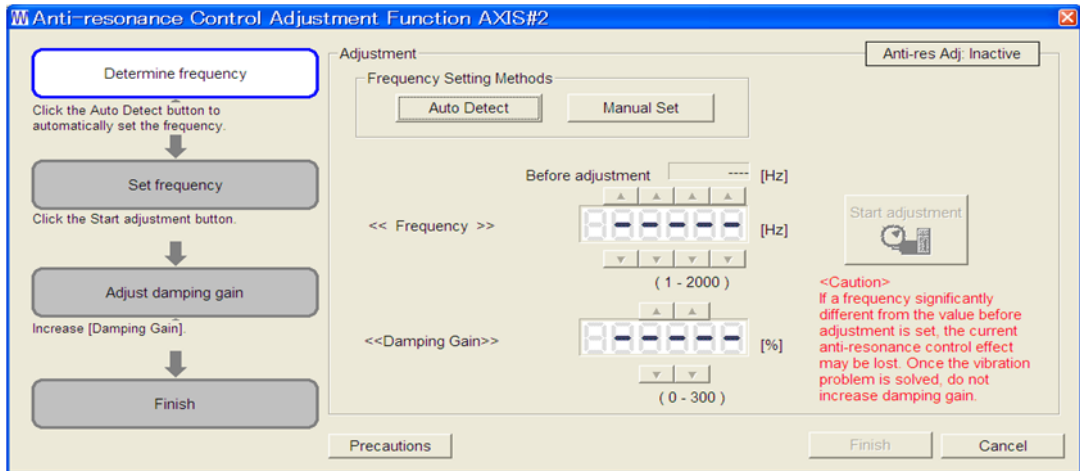 Anti-resonance Control Adjustment Function AXIS#2
Determine frequency
Click the Auto Detect button to
automatically set the frequency.
Set frequency
Click the Start adjustment button.
Adjust damping gain
Increase [Damping Gain].
Finish
Adjustment
Anti-res Adj: Inactive
Frequency Setting Methods
Auto Detect
Manual Set
Before adjustment ---- [Hz]
<< Frequency >> ----- [Hz]
( 1 - 2000 )
Start adjustment
<<Damping Gain>> ----- [%]
( 0 - 300 )
<Caution>
If a frequency significantly
different from the value before
adjustment is set, the current
anti-resonance control effect
may be lost. Once the vibration
problem is solved, do not
increase damping gain.
Precautions
Finish
Cancel